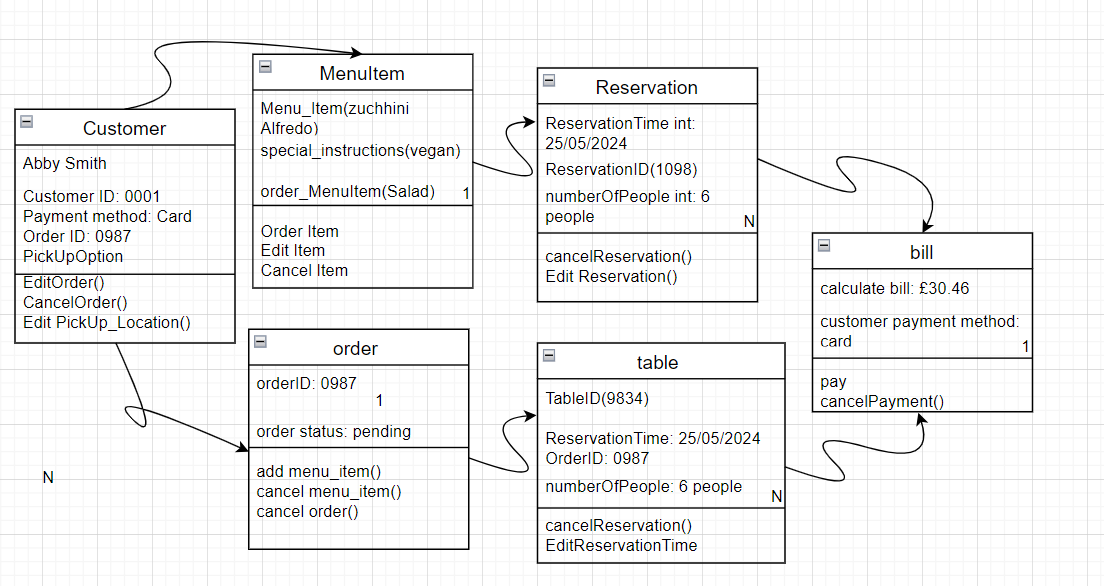 Customer
Abby Smith
Customer ID: 0001
Payment method: Card
Order ID: 0987
PickUpOption
EditOrder()
CancelOrder()
Edit PickUp_Location()
MenuItem
Menu_Item(zuchhini
Alfredo)
special_instructions(vegan)
order_MenuItem(Salad)
1
Order Item
Edit Item
Cancel Item
Reservation
ReservationTime int:
25/05/2024
ReservationID(1098)
numberOfPeople int: 6
people
N
cancelReservation()
Edit Reservation()
bill
calculate bill: £30.46
customer payment method:
card
1
pay
cancelPayment()
order
orderID: 0987
1
order status: pending
add menu_item()
cancel menu_item()
cancel order()
table
TableID(9834)
ReservationTime: 25/05/2024
OrderID: 0987
numberOfPeople: 6 people
N
cancelReservation()
EditReservationTime
N